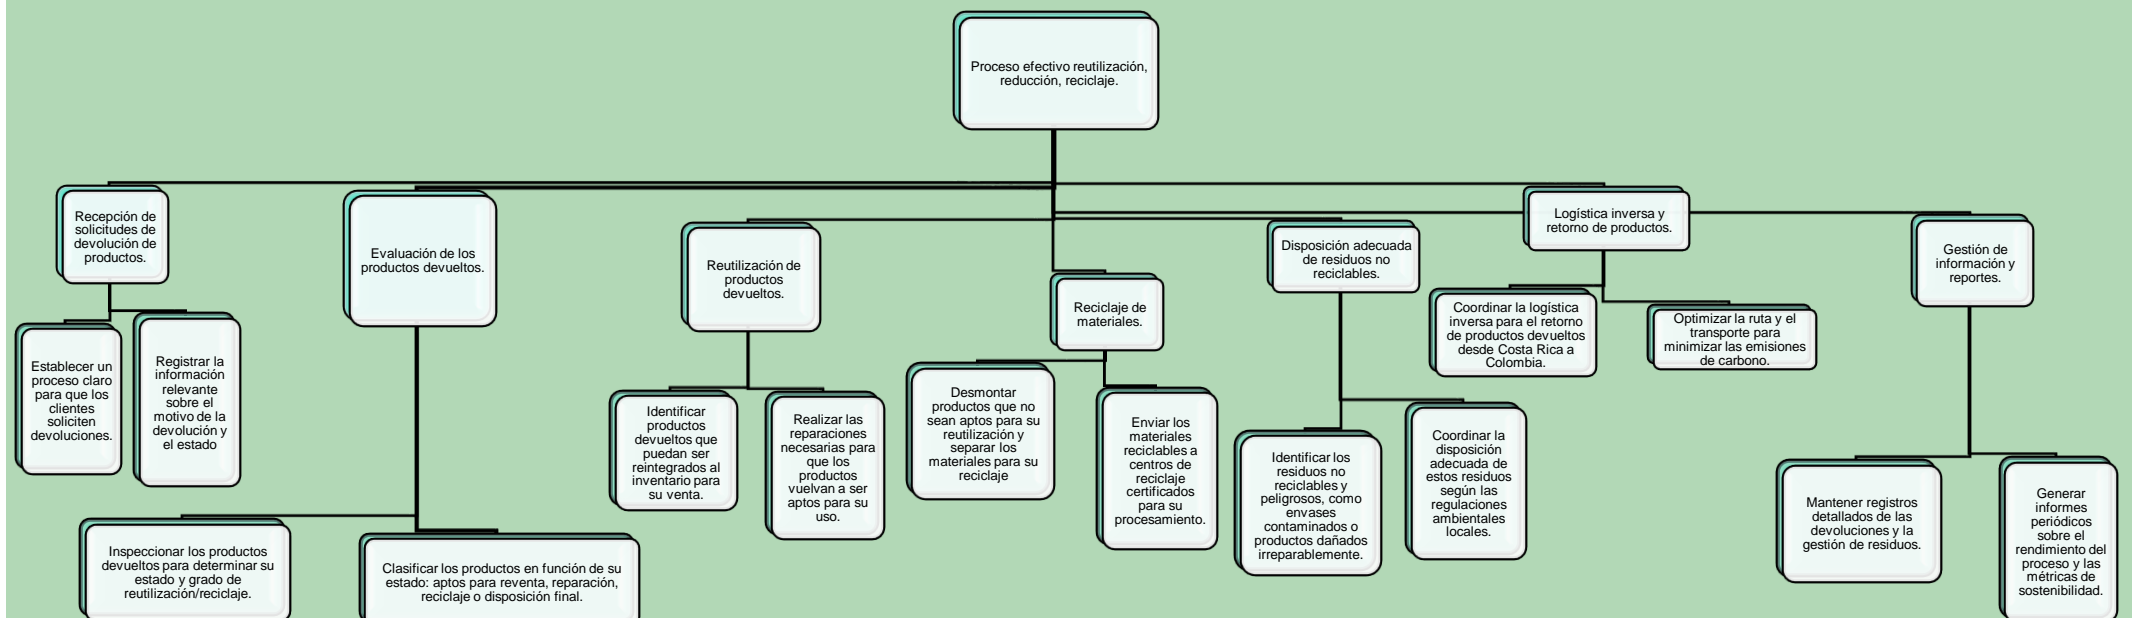 Proceso efectivo reutilización,
reducción, reciclaje.
Recepción de
solicitudes de
devolución de
productos.
Establecer un
proceso claro
para que los
clientes
soliciten
devoluciones.
Registrar la
información
relevante
sobre el
motivo de la
devolución y
el estado
Evaluación de los
productos devueltos.
Inspeccionar los productos
devueltos para determinar su
estado y grado de
reutilización/reciclaje.
Clasificar los productos en función de su
estado: aptos para reventa, reparación,
reciclaje o disposición final.
Reutilización de
productos
devueltos.
Identificar
productos
devueltos que
puedan ser
reintegrados al
inventario para
su venta.
Realizar las
reparaciones
necesarias para
que los
productos
vuelvan a ser
aptos para su
uso.
Reciclaje de
materiales.
Desmontar
productos que no
sean aptos para su
reutilización y
separar los
materiales para su
reciclaje
Enviar los
materiales
reciclables a
centros de
reciclaje
certificados
para su
procesamiento.
Disposición adecuada
de residuos no
reciclables.
Identificar los
residuos no
reciclables y
peligrosos, como
envases
contaminados o
productos dañados
irreparablemente.
Coordinar la
disposición
adecuada de
estos residuos
según las
regulaciones
ambientales
locales.
Logística inversa y
retorno de productos.
Coordinar la logística
inversa para el retorno
de productos devueltos
desde Costa Rica a
Colombia.
Optimizar la ruta y el
transporte para
minimizar las emisiones
de carbono.
Gestión de
información y
reportes.
Mantener registros
detallados de las
devoluciones y la
gestión de residuos.
Generar
informes
periódicos
sobre el
rendimiento del
proceso y las
métricas de
sostenibilidad.